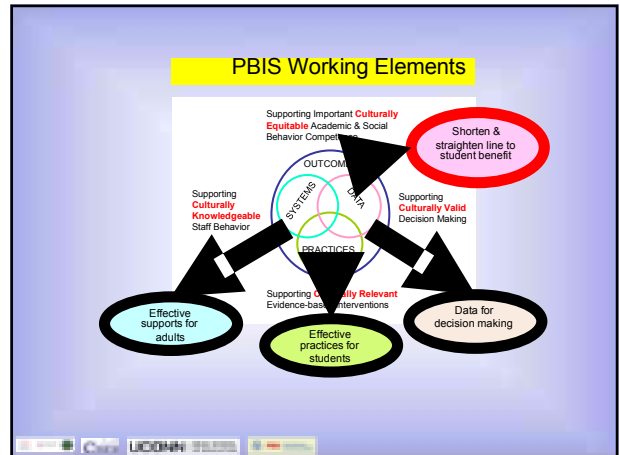 PBIS Working Elements
Supporting Important Culturally
Equitable Academic & Social
Behavior
Shorten &
straighten line to
student benefit
SYSTEMS
DATA
PRACTICES
Supporting
Culturally
Knowledgeable
Staff Behavior
Supporting
Culturally Valid
Decision Making
Supporting Relevant
Effective
supports for
adults
Effective
practices for
students
Data for
decision making
UCONN